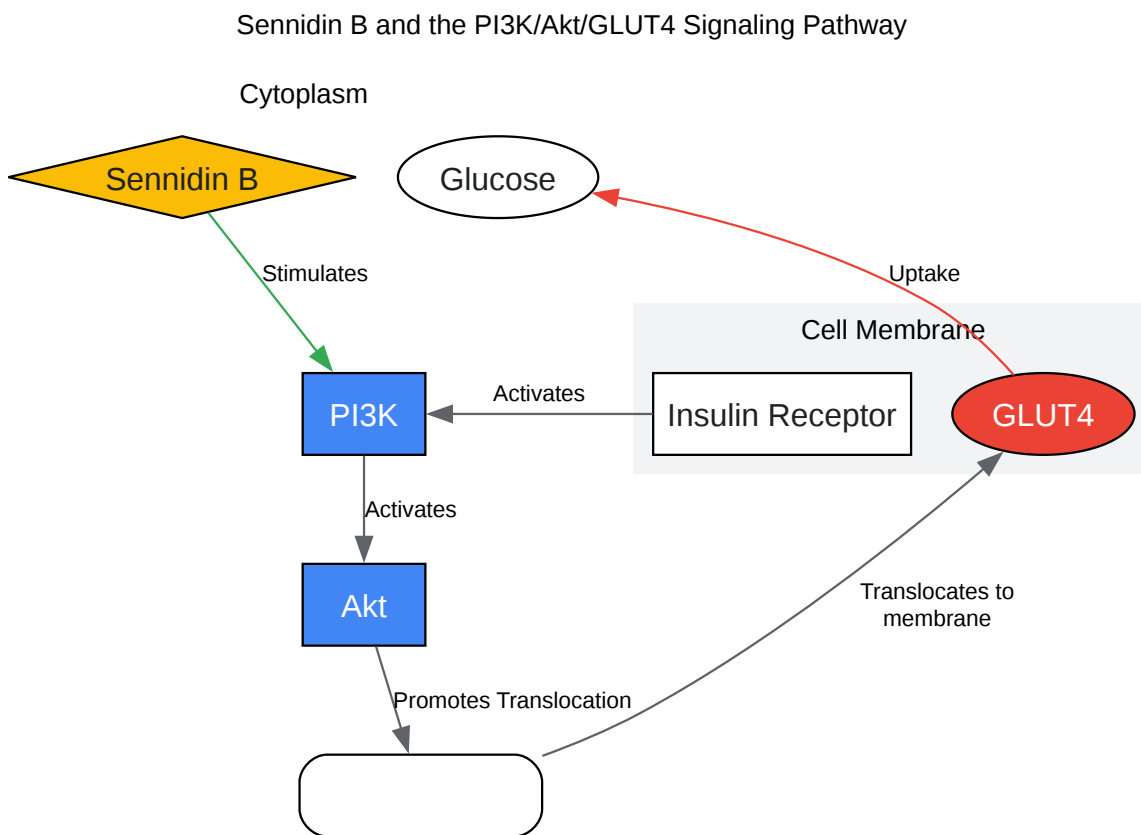 Sennidin B and the PI3K/Akt/GLUT4 Signaling Pathway
Cytoplasm
Sennidin B
Glucose
Stimulates
Uptake
Cell Membrane
PI3K
Activates
Insulin Receptor
GLUT4
Activates
Akt
Translocates to
membrane
Promotes Translocation